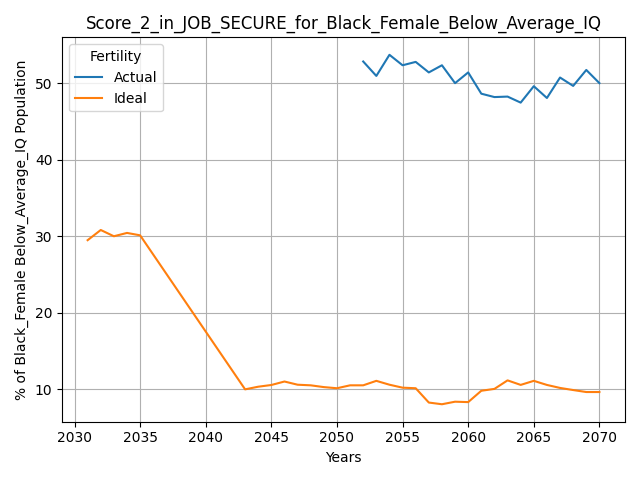 Score_2_in_JOB_SECURE_for_Black_Female_Below_Average_IQ
Fertility
Actual
Ideal
% of Black_Female Below_Average_IQ Population
50
40
30
20
10
2030 2035 2040 2045 2050 2055 2060 2065 2070
Years